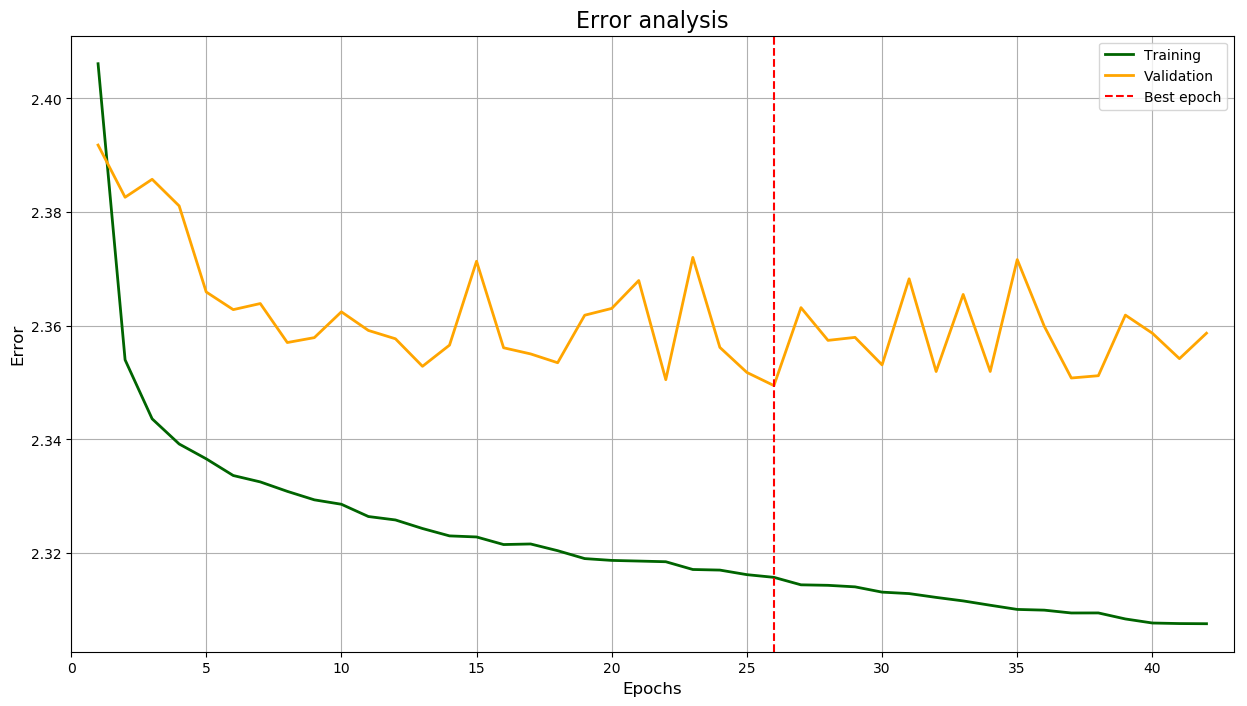 Error analysis
Training
Validation
Best epoch
2.40
2.38
2.36
2.34
2.32
Error
0 5 10 15 20 25 30 35 40
Epochs